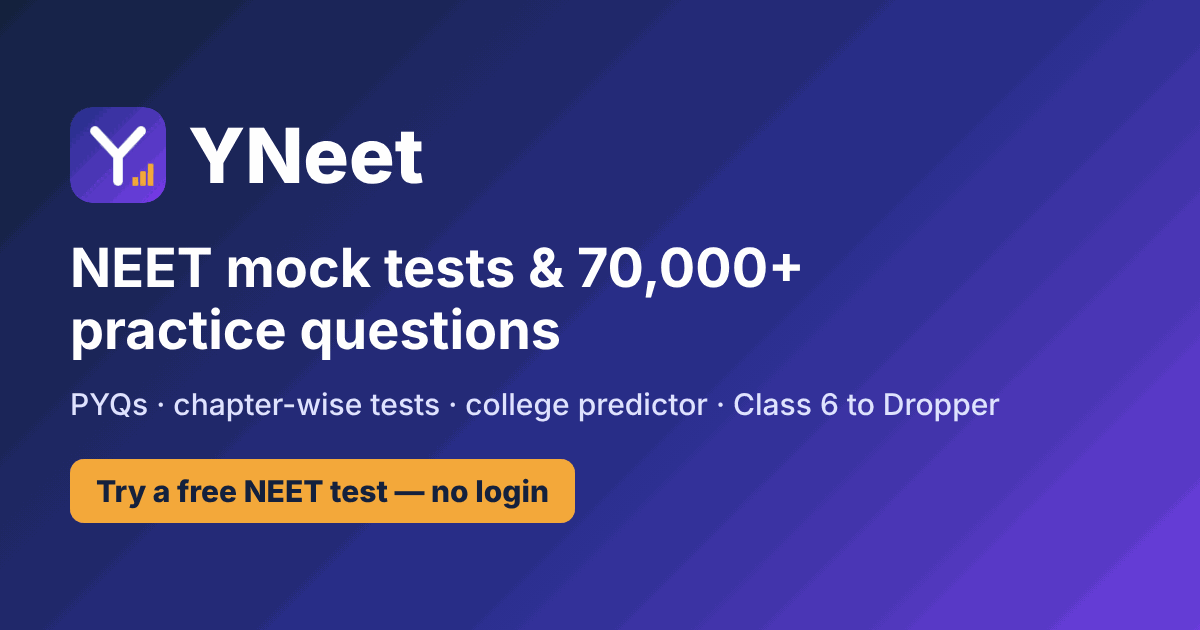 YNeet
NEET mock tests & 70,000+
practice questions
PYQs · chapter-wise tests · college predictor · Class 6 to Dropper
Try a free NEET test — no login